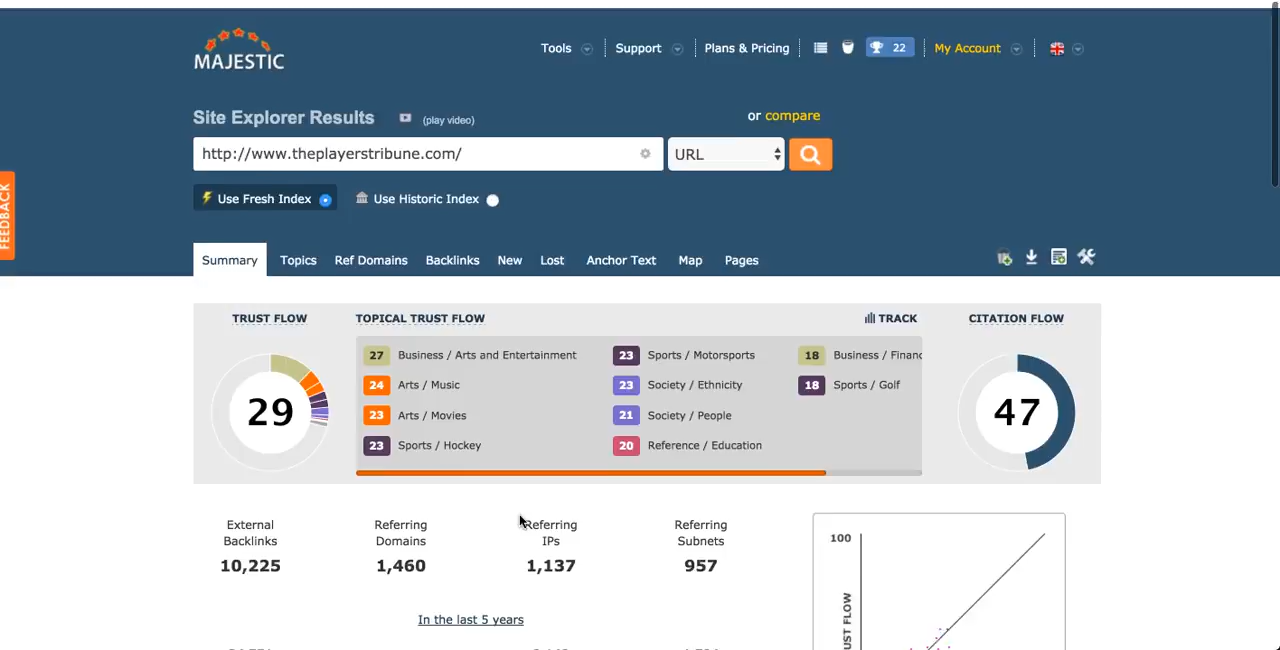 MAJESTIC
Tools
Support
Plans & Pricing
22
My Account
Site Explorer Results
(play video)
or compare
http://www.theplayerstribune.com/
URL
Use Fresh Index
Use Historic Index
FEEDBACK
Summary
Topics
Ref Domains
Backlinks
New
Lost
Anchor Text
Map
Pages
TRUST FLOW
29
TOPICAL TRUST FLOW
TRACK
27 Business / Arts and Entertainment
24 Arts / Music
23 Arts / Movies
23 Sports / Hockey
23 Sports / Motorsports
23 Society / Ethnicity
21 Society / People
20 Reference / Education
18 Business / Financ
18 Sports / Golf
CITATION FLOW
47
External
Backlinks
10,225
Referring
Domains
1,460
Referring
IPs
1,137
Referring
Subnets
957
In the last 5 years
100
UST FLOW